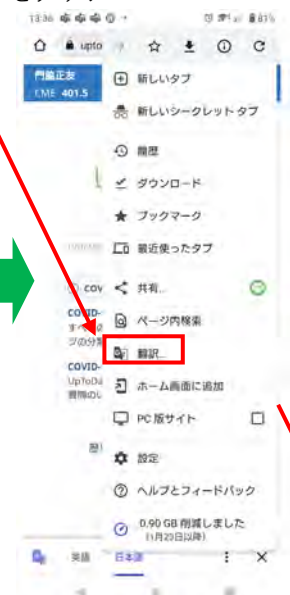 13:36
81%
upto
門脇正友
CME 401.5
新しいタブ
新しいシークレット タブ
履歴
ダウンロード
ブックマーク
最近使ったタブ
cov
共有...
COVID-
ページ内検索
翻訳...
COVID-
UpToDa
ホーム画面に追加
PC 版サイト
設定
ヘルプとフィードバック
0.90 GB 削減しました
(1月23日以降)
英語
日本語